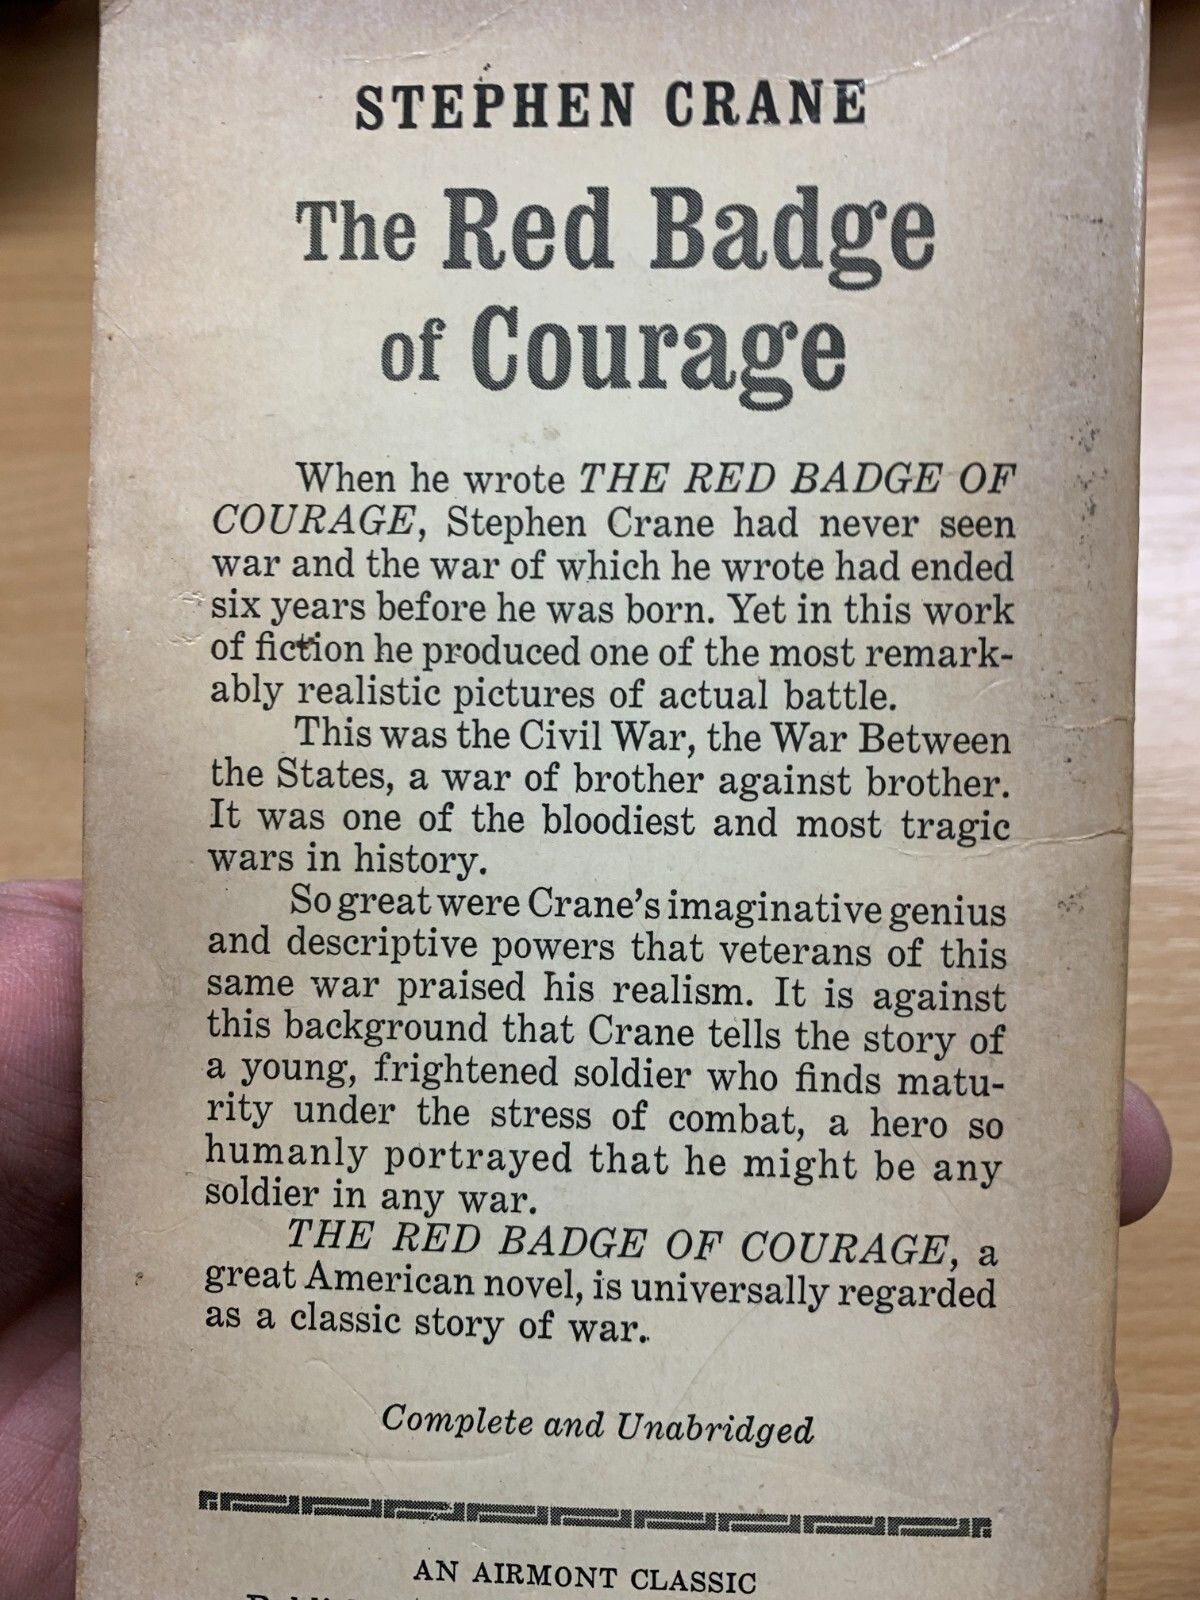 STEPHEN CRANE
The Red Badge
of Courage
When he wrote THE RED BADGE OF
COURAGE, Stephen Crane had never seen
war and the war of which he wrote had ended
six years before he was born. Yet in this work
of fiction he produced one of the most remark-
ably realistic pictures of actual battle.
This was the Civil War, the War Between
the States, a war of brother against brother.
It was one of the bloodiest and most tragic
wars in history.
So great were Crane's imaginative genius
and descriptive powers that veterans of this
same war praised his realism. It is against
this background that Crane tells the story of
a young, frightened soldier who finds matu-
rity under the stress of combat, a hero so
humanly portrayed that he might be any
soldier in any war.
THE RED BADGE OF COURAGE, a
great American novel, is universally regarded
as a classic story of war.
Complete and Unabridged
AN AIRMONT CLASSIC